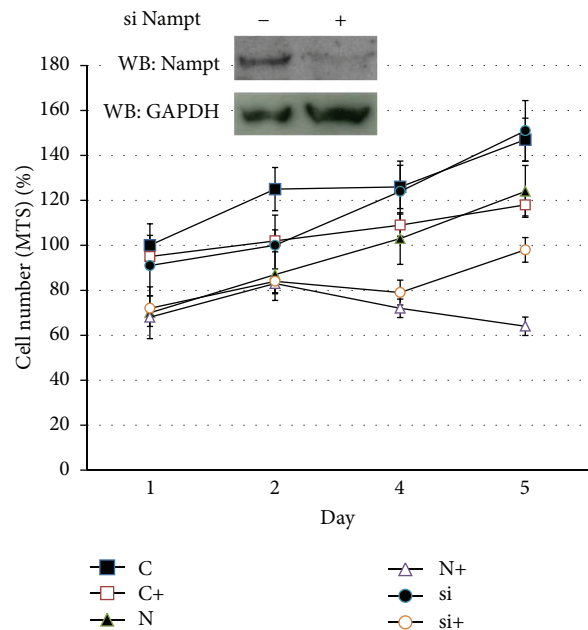 si Nampt − +
WB: Nampt
WB: GAPDH
180
160
140
120
100
80
60
40
20
0
Cell number (MTS) (%)
1 2 4 5
Day
C
C+
N
N+
si
si+